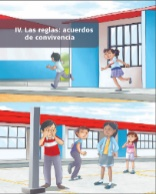 IV. Las reglas: acuerdos
de convivencia